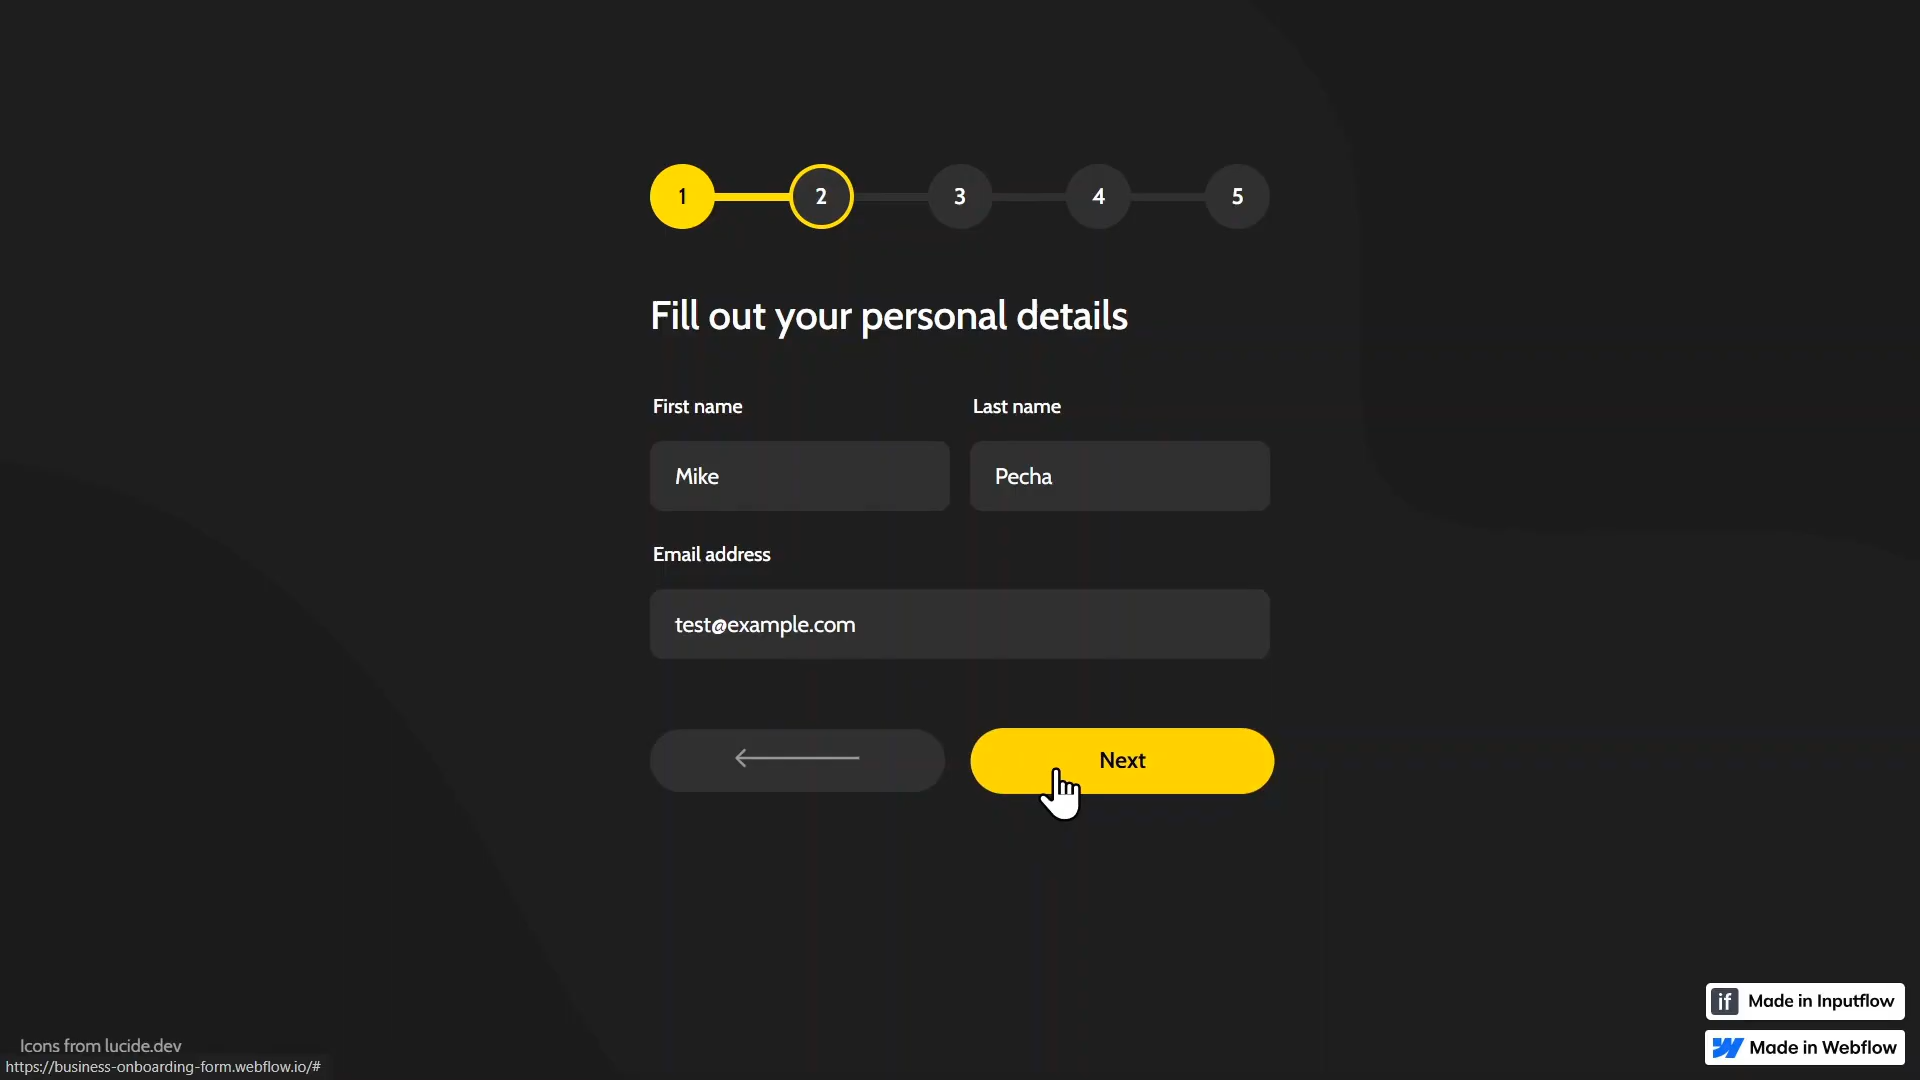 1 2 3 4 5
Fill out your personal details
First name Last name
Mike Pecha
Email address
test@example.com
Next
if Made in Inputflow
Icons from lucide.dev
Made in Webflow
https://business-onboarding-form.webflow.io/#